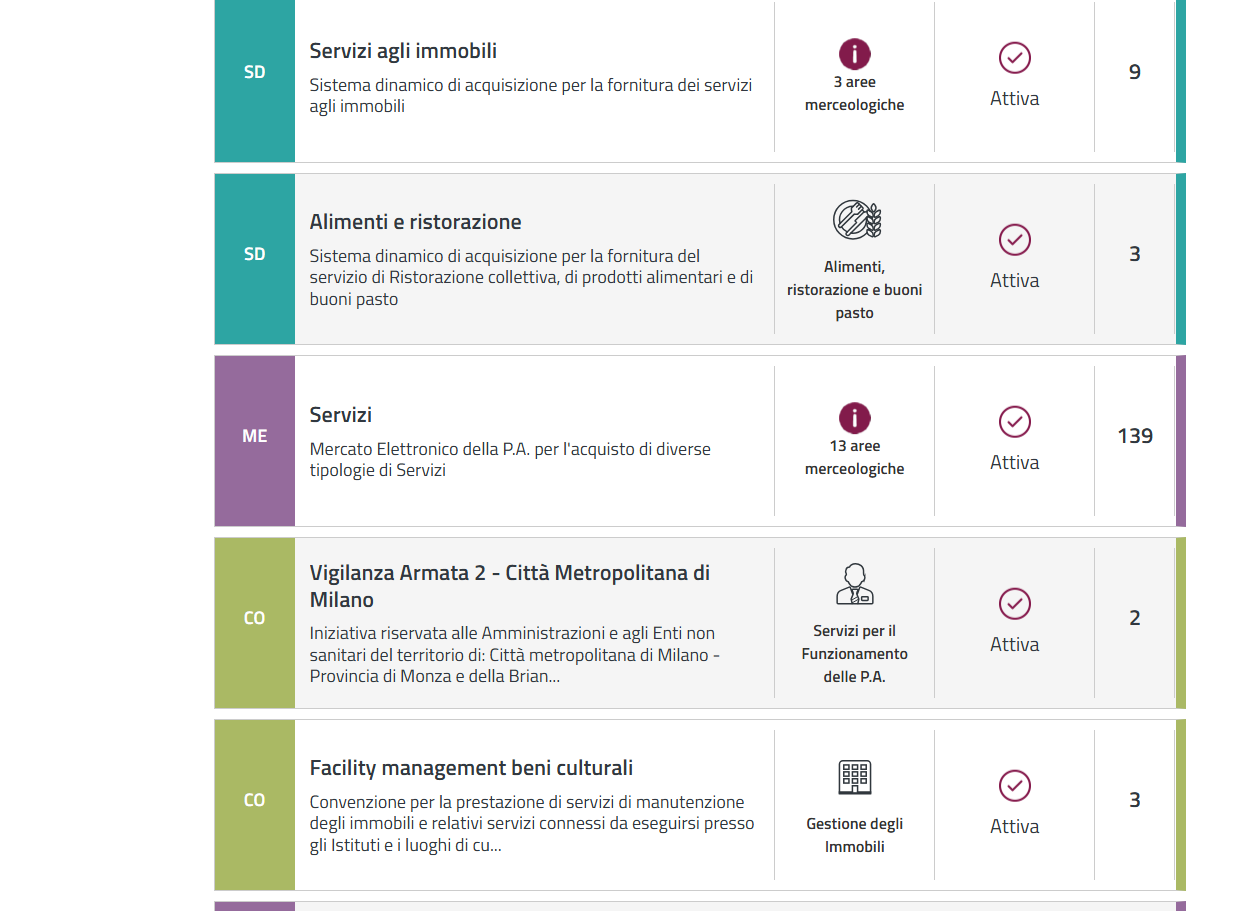 SD
Servizi agli immobili
Sistema dinamico di acquisizione per la fornitura dei servizi
agli immobili
3 aree
merceologiche
Attiva
9
SD
Alimenti e ristorazione
Sistema dinamico di acquisizione per la fornitura del
servizio di Ristorazione collettiva, di prodotti alimentari e di
buoni pasto
Alimenti,
ristorazione e buoni
pasto
Attiva
3
ME
Servizi
Mercato Elettronico della P.A. per l'acquisto di diverse
tipologie di Servizi
13 aree
merceologiche
Attiva
139
CO
Vigilanza Armata 2 - Città Metropolitana di
Milano
Iniziativa riservata alle Amministrazioni e agli Enti non
sanitari del territorio di: Città metropolitana di Milano -
Provincia di Monza e della Brian...
Servizi per il
Funzionamento
delle P.A.
Attiva
2
CO
Facility management beni culturali
Convenzione per la prestazione di servizi di manutenzione
degli immobili e relativi servizi connessi da eseguirsi presso
gli Istituti e i luoghi di cu...
Gestione degli
Immobili
Attiva
3